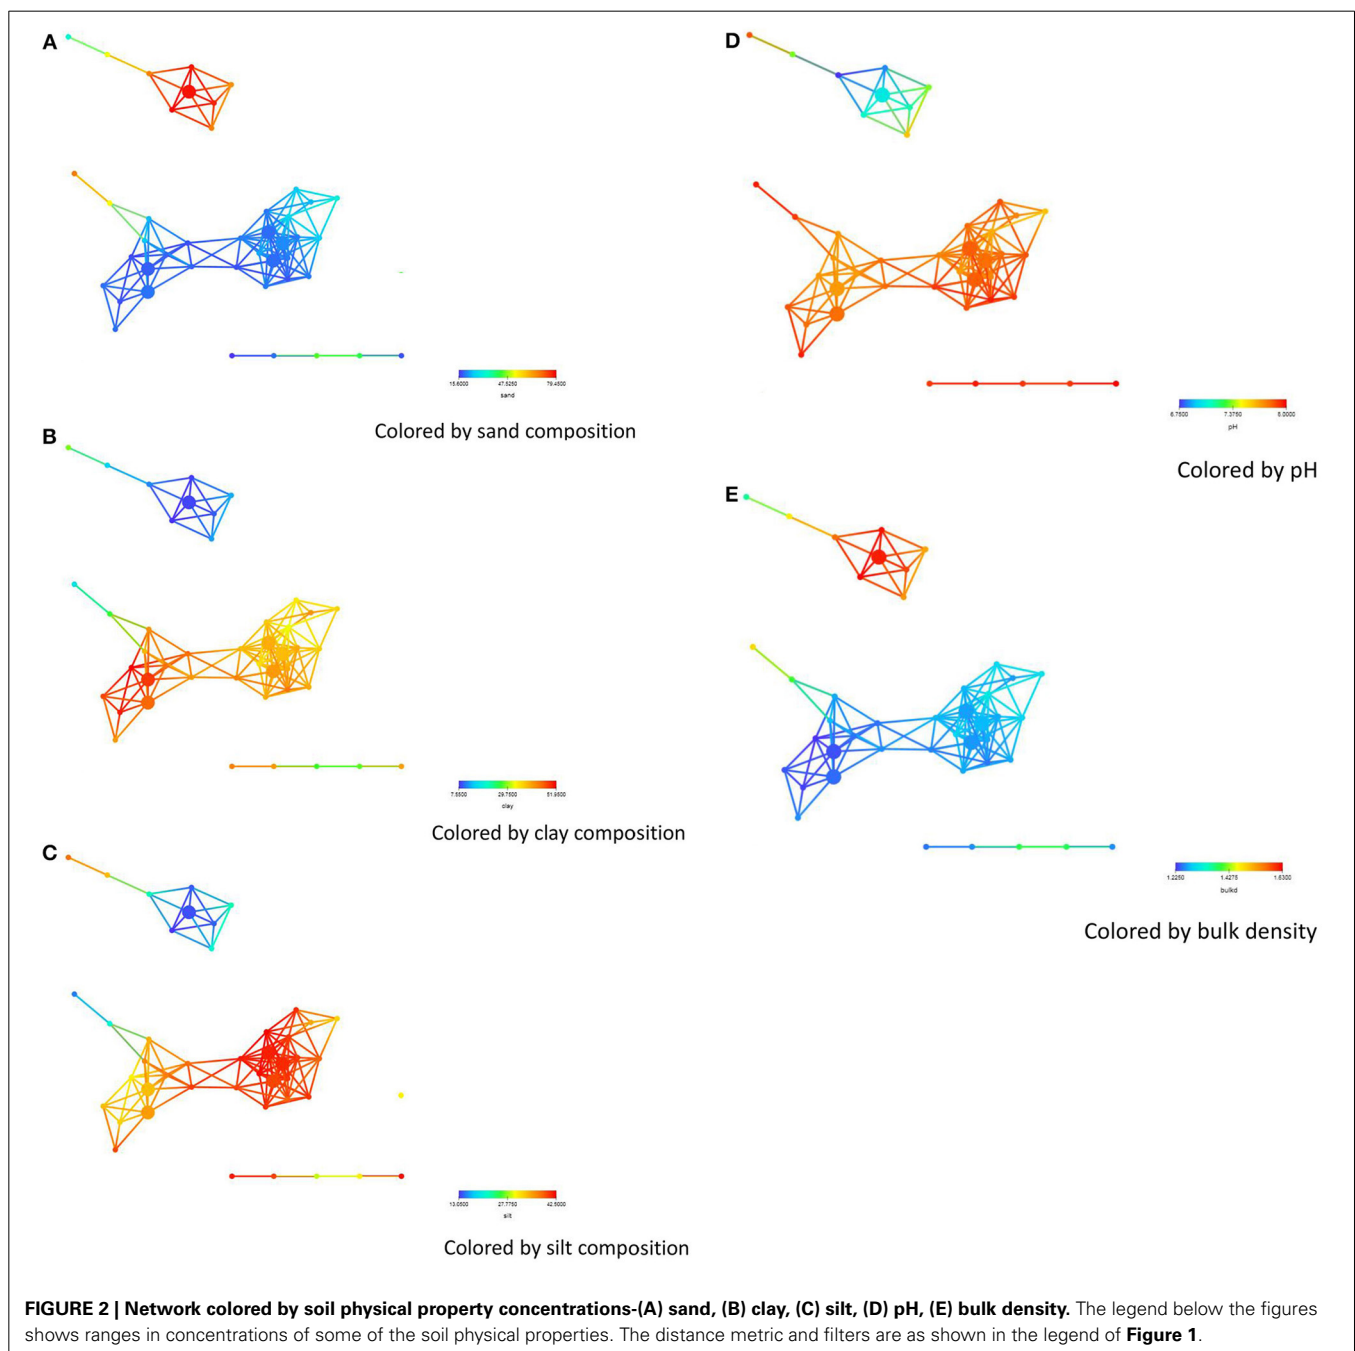 A
15.6000 47.5250 79.4500
sand
Colored by sand composition
B
7.5500 29.7500 51.9500
clay
Colored by clay composition
C
13.0500 27.7750 42.5000
silt
Colored by silt composition
D
6.7500 7.3750 8.0000
pH
Colored by pH
E
1.2250 1.4275 1.6300
bulkd
Colored by bulk density
FIGURE 2 | Network colored by soil physical property concentrations-(A) sand, (B) clay, (C) silt, (D) pH, (E) bulk density. The legend below the figures
shows ranges in concentrations of some of the soil physical properties. The distance metric and filters are as shown in the legend of Figure 1.